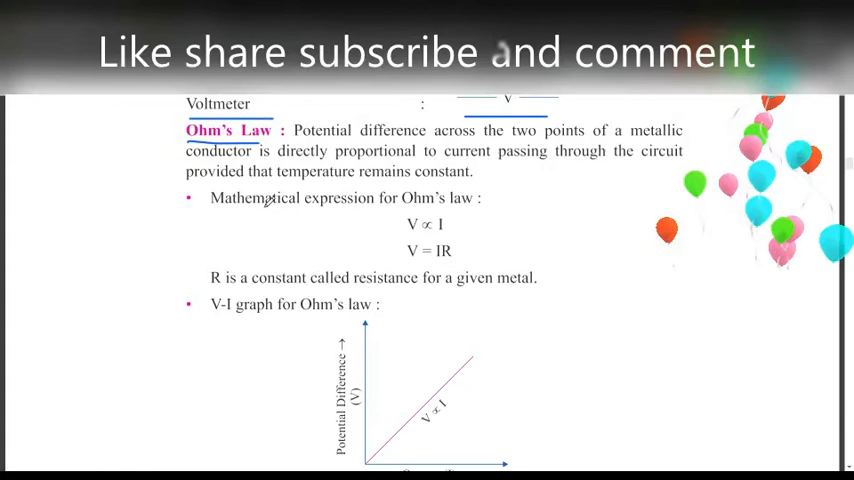 Like share subscribe and comment
Voltmeter : V
Ohm's Law : Potential difference across the two points of a metallic
conductor is directly proportional to current passing through the circuit
provided that temperature remains constant.
• Mathematical expression for Ohm's law :
V ∝ I
V = IR
R is a constant called resistance for a given metal.
• V-I graph for Ohm's law :
Potential Difference →
(V)
V ∝ I